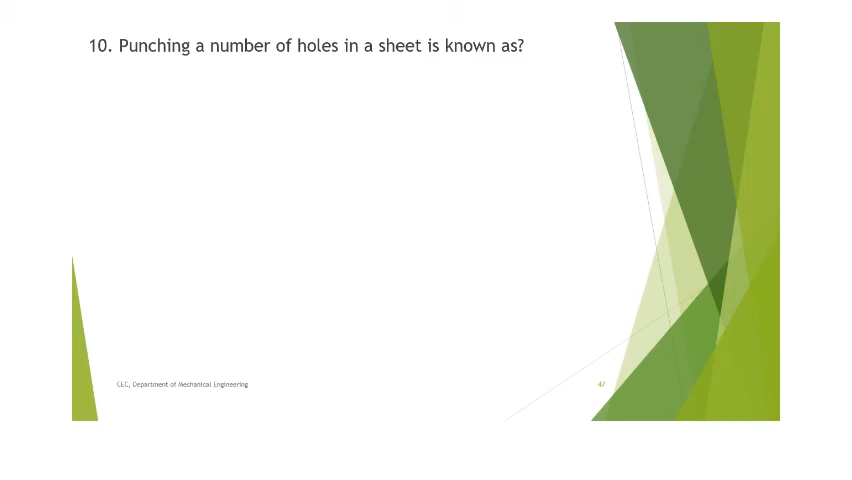 10. Punching a number of holes in a sheet is known as?
CEC, Department of Mechanical Engineering
47